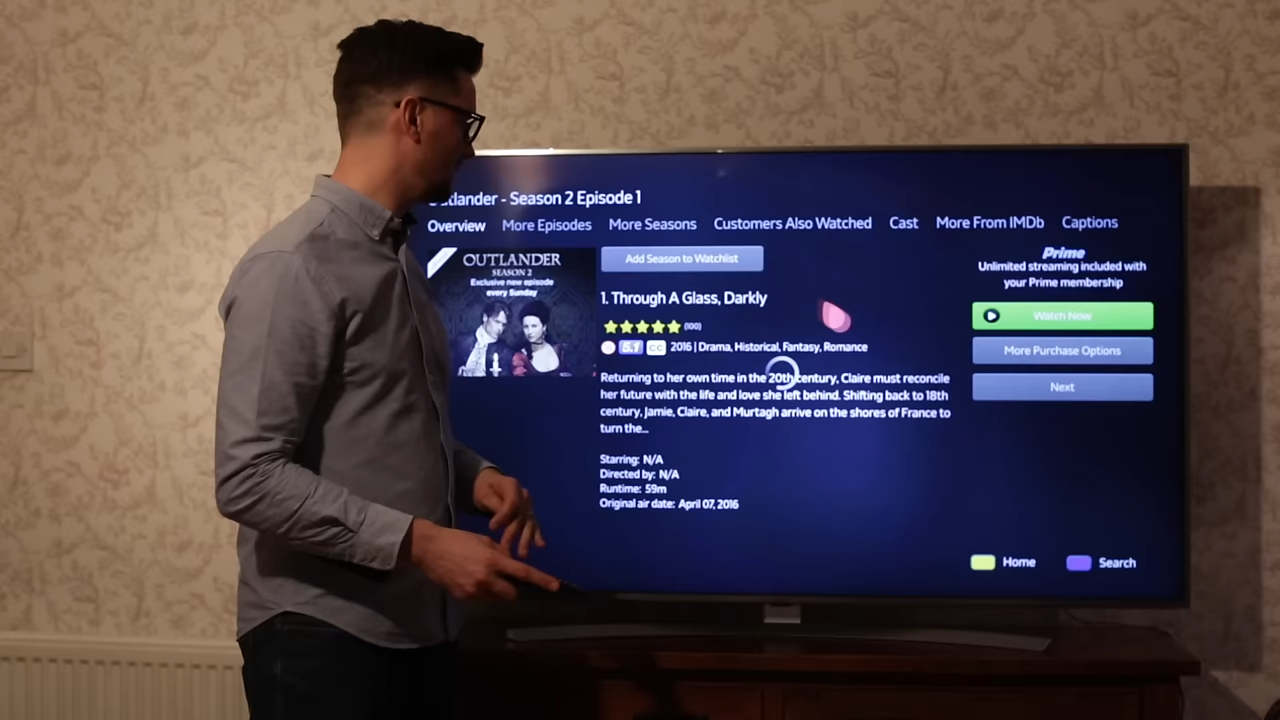 utlander - Season 2 Episode 1
Overview More Episodes More Seasons Customers Also Watched Cast More From IMDb Captions
OUTLANDER
SEASON 2
Exclusive new episode
every Sunday
Add Season to Watchlist
1. Through A Glass, Darkly
(100)
5.1 CC 2016 | Drama, Historical, Fantasy, Romance
Returning to her own time in the 20th century, Claire must reconcile
her future with the life and love she left behind. Shifting back to 18th
century, Jamie, Claire, and Murtagh arrive on the shores of France to
turn the...
Starring: N/A
Directed by: N/A
Runtime: 59m
Original air date: April 07, 2016
Prime
Unlimited streaming included with
your Prime membership
Watch Now
More Purchase Options
Next
Home Search